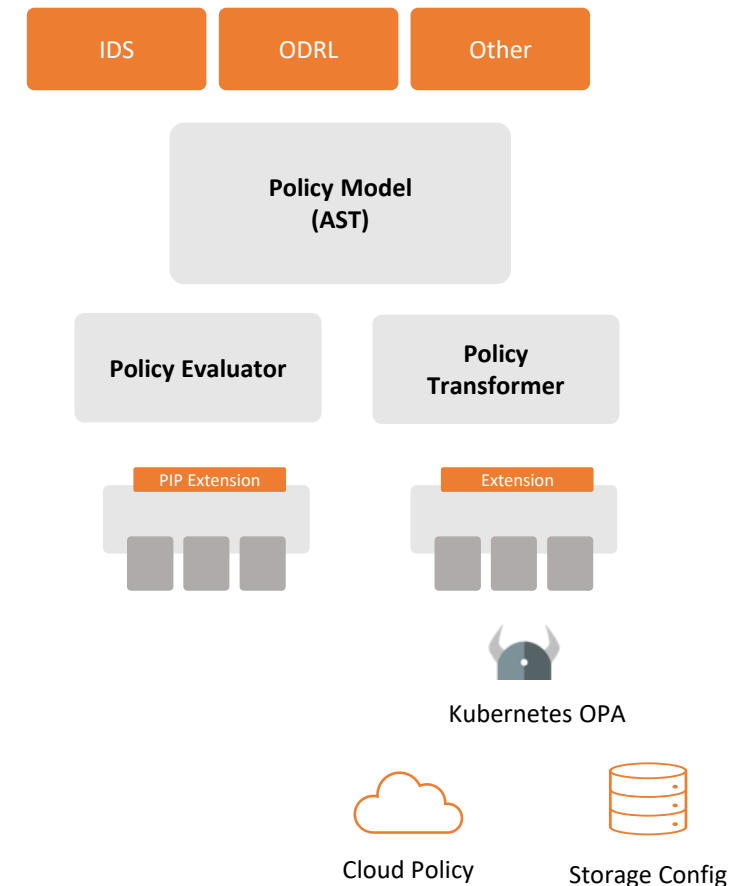 IDS
ODRL
Other
Policy Model
(AST)
Policy Evaluator
Policy
Transformer
PIP Extension
Extension
Kubernetes OPA
Cloud Policy
Storage Config